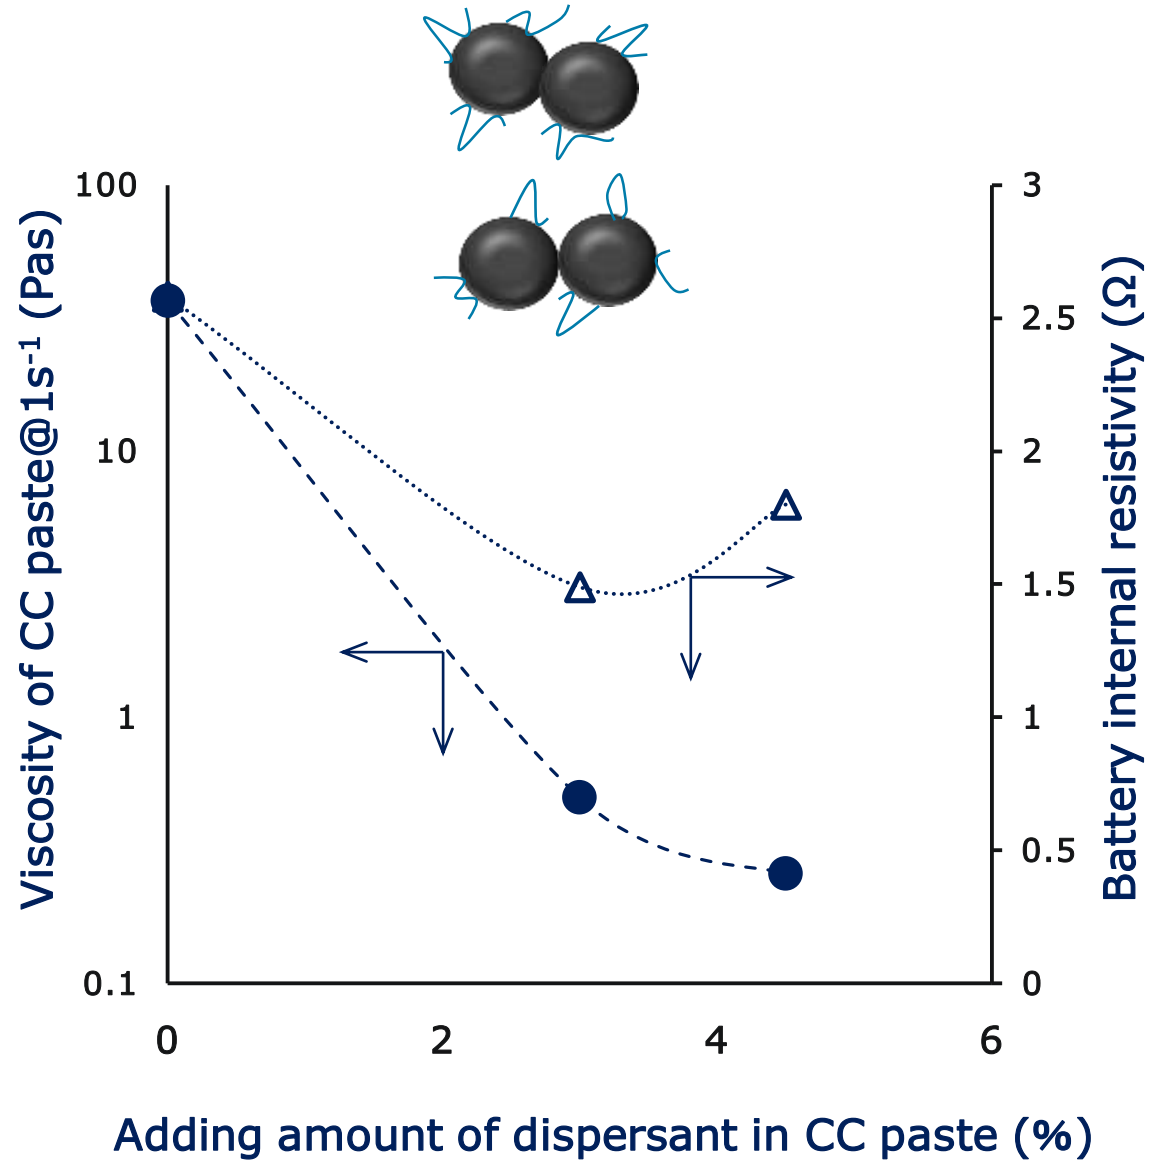 Viscosity of CC paste@1s⁻¹ (Pas)
100
10
1
0.1
3
2.5
2
1.5
1
0.5
0
Battery internal resistivity (Ω)
0 2 4 6
Adding amount of dispersant in CC paste (%)